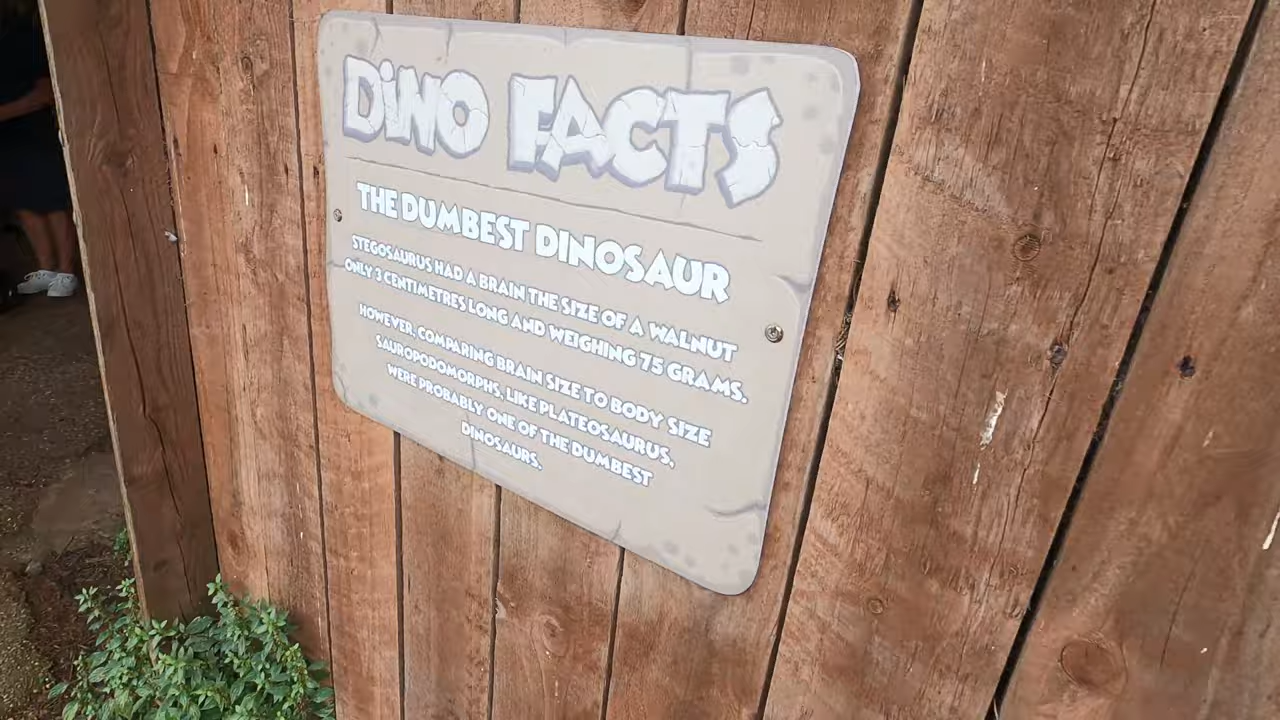 DINO FACTS
THE DUMBEST DINOSAUR
STEGOSAURUS HAD A BRAIN THE SIZE OF A WALNUT
ONLY 3 CENTIMETRES LONG AND WEIGHING 75 GRAMS.
HOWEVER, COMPARING BRAIN SIZE TO BODY SIZE
SAUROPODOMORPHS, LIKE PLATEOSAURUS,
WERE PROBABLY ONE OF THE DUMBEST
DINOSAURS.